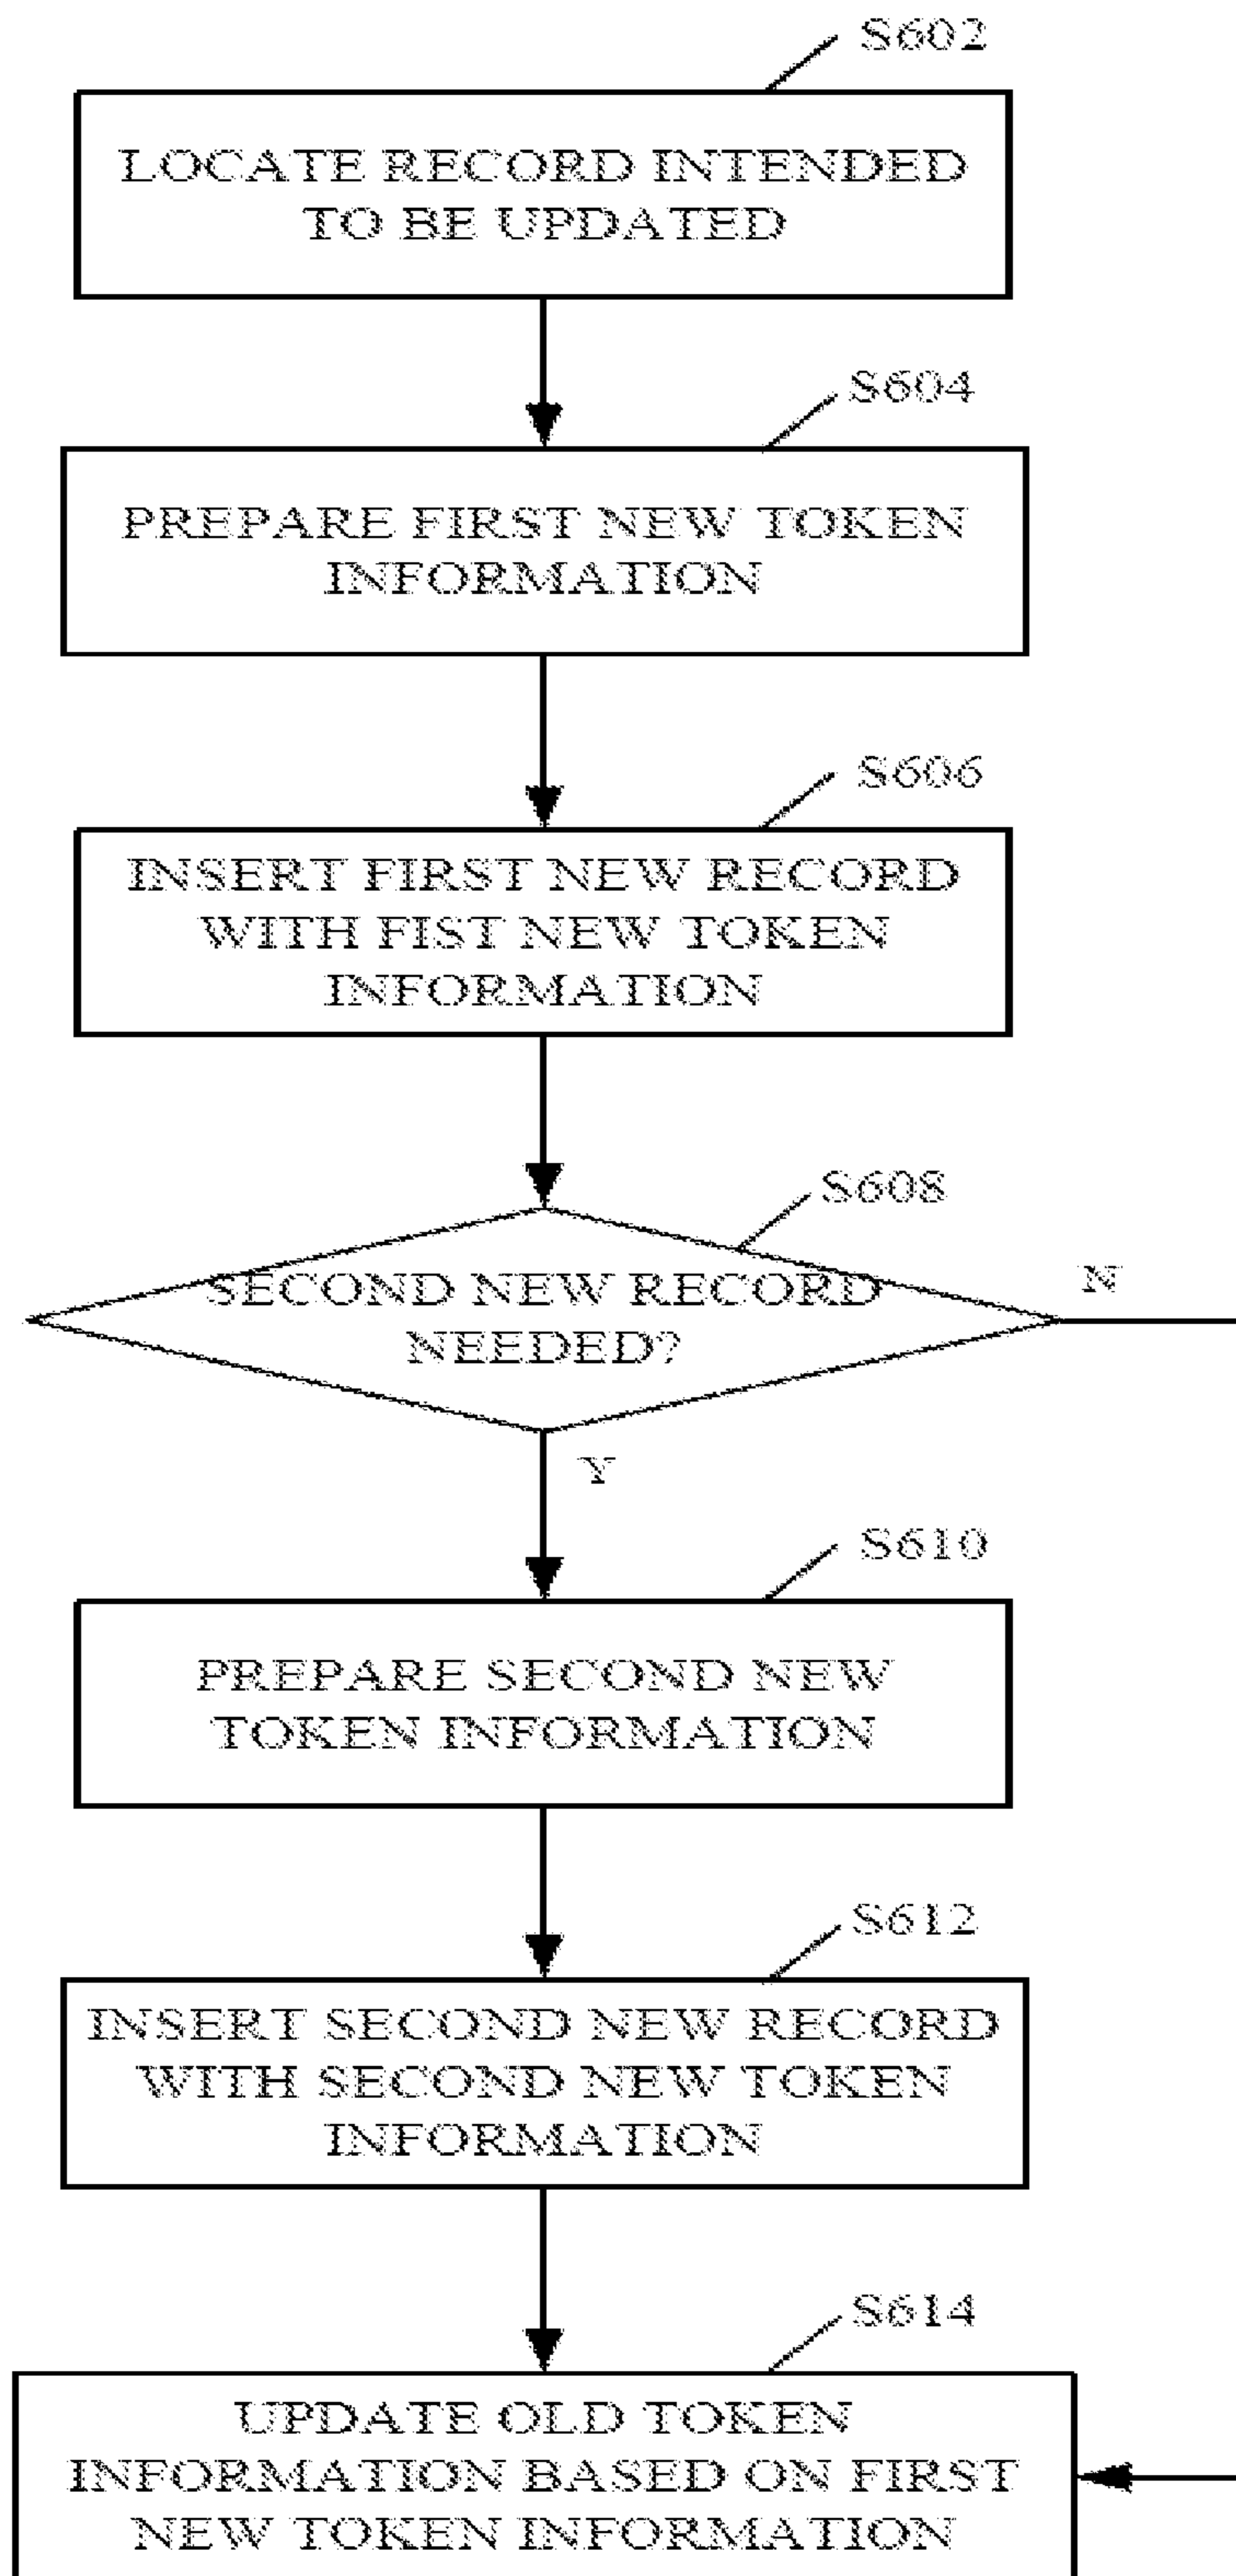 S602
LOCATE RECORD INTENDED
TO BE UPDATED
S604
PREPARE FIRST NEW TOKEN
INFORMATION
S606
INSERT FIRST NEW RECORD
WITH FIST NEW TOKEN
INFORMATION
S608
SECOND NEW RECORD
NEEDED?
N
Y
S610
PREPARE SECOND NEW
TOKEN INFORMATION
S612
INSERT SECOND NEW RECORD
WITH SECOND NEW TOKEN
INFORMATION
S614
UPDATE OLD TOKEN
INFORMATION BASED ON FIRST
NEW TOKEN INFORMATION